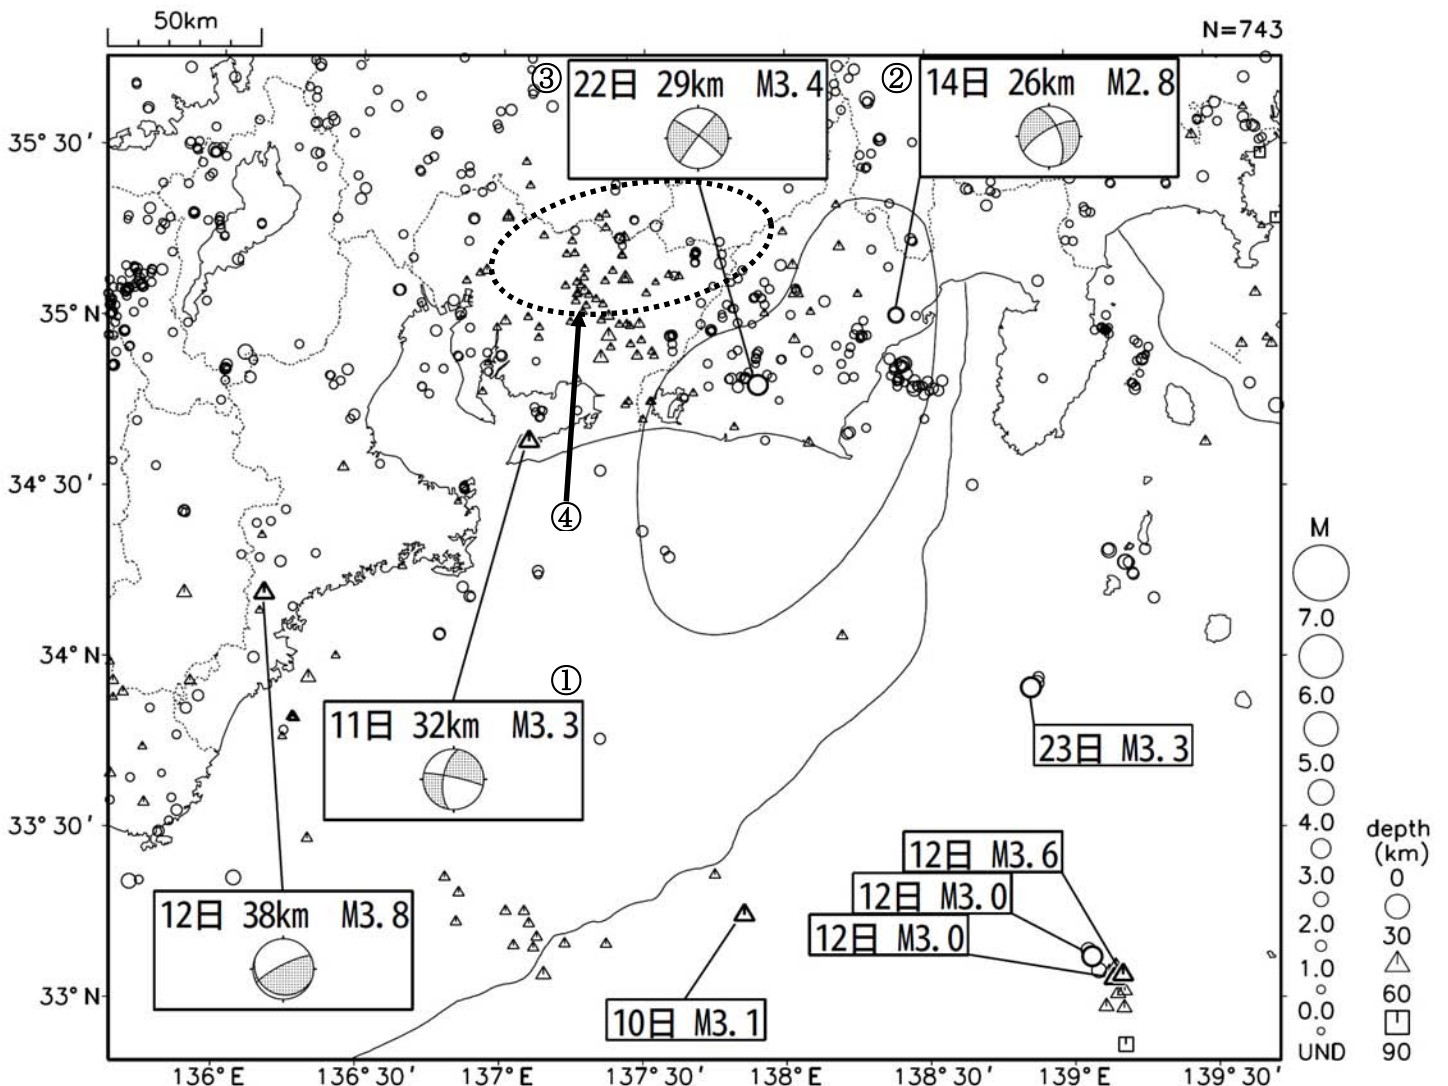 50km
N=743
③
22日 29km M3.4
②
14日 26km M2.8
35°30′
35°N
34°30′
34°N
33°30′
33°N
④
①
11日 32km M3.3
12日 38km M3.8
10日 M3.1
23日 M3.3
12日 M3.6
12日 M3.0
12日 M3.0
M
7.0
6.0
5.0
4.0
3.0
2.0
1.0
0.0
UND
depth
(km)
0
30
60
90
136°E
136°30′
137°E
137°30′
138°E
138°30′
139°E
139°30′